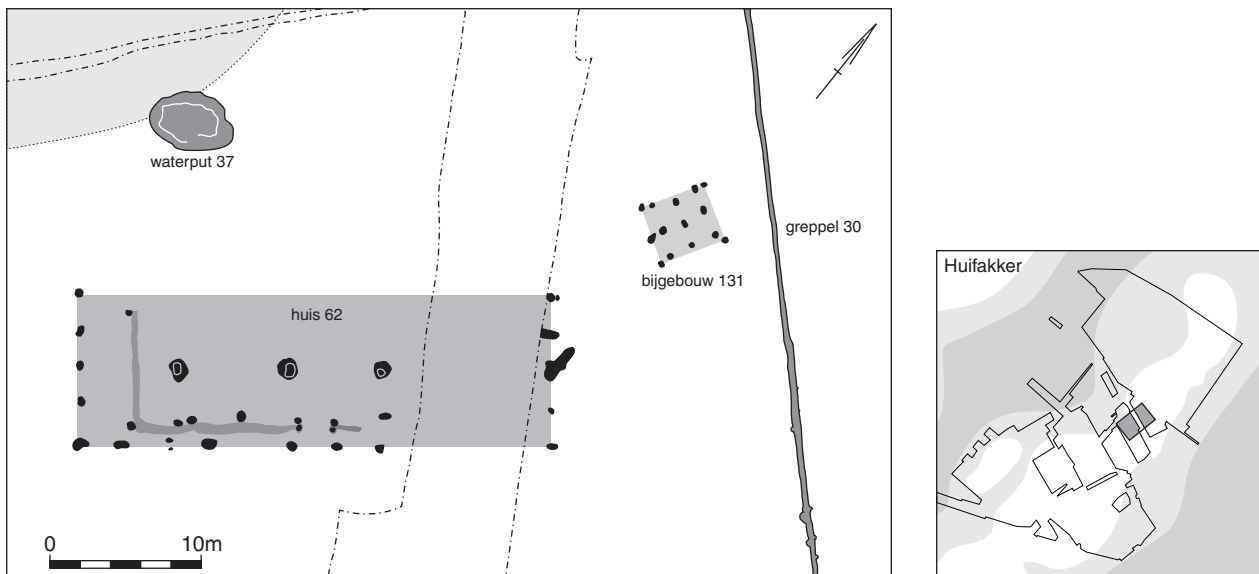 waterput 37
greppel 30
bijgebouw 131
huis 62
0 10m
Huifakker